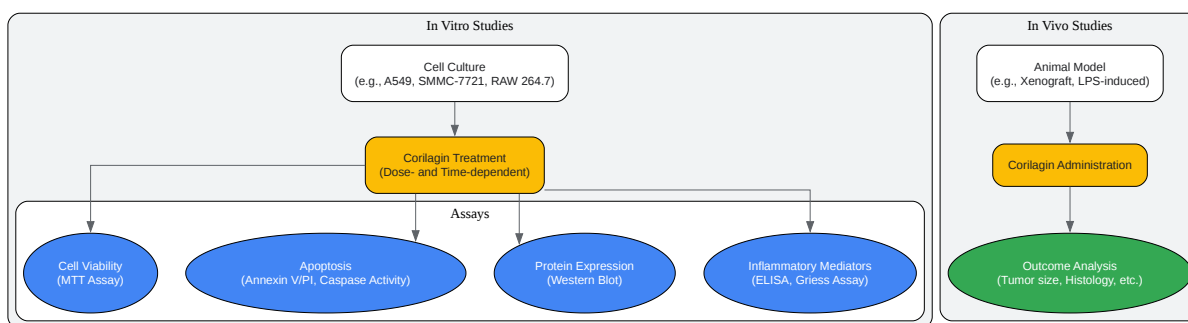 In Vitro Studies
Cell Culture
(e.g., A549, SMMC-7721, RAW 264.7)
Corilagin Treatment
(Dose- and Time-dependent)
Assays
Cell Viability
(MTT Assay)
Apoptosis
(Annexin V/PI, Caspase Activity)
Protein Expression
(Western Blot)
Inflammatory Mediators
(ELISA, Griess Assay)
In Vivo Studies
Animal Model
(e.g., Xenograft, LPS-induced)
Corilagin Administration
Outcome Analysis
(Tumor size, Histology, etc.)